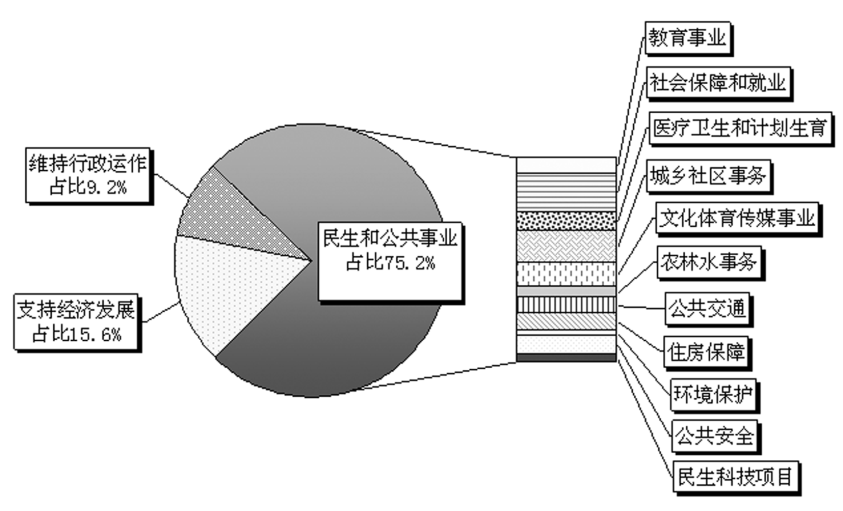 教育事业
社会保障和就业
医疗卫生和计划生育
城乡社区事务
文化体育传媒事业
农林水事务
公共交通
住房保障
环境保护
公共安全
民生科技项目
维持行政运作
占比9.2%
民生和公共事业
占比75.2%
支持经济发展
占比15.6%